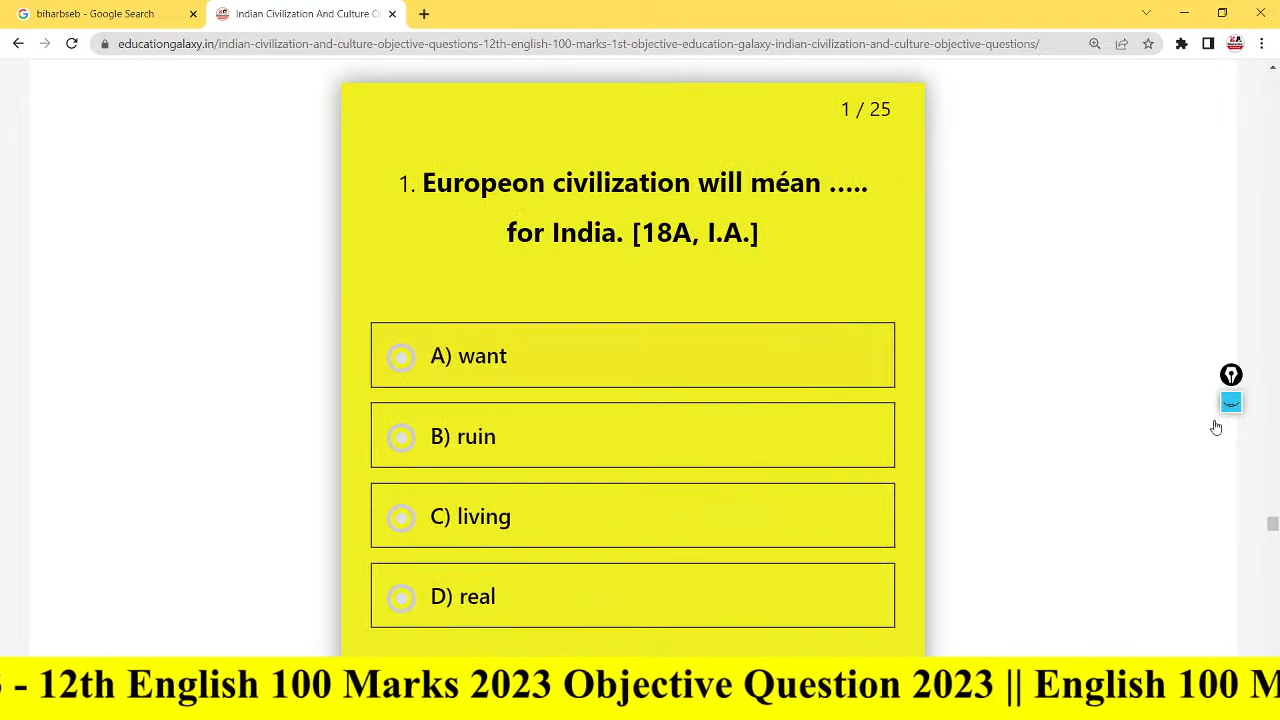 biharbseb - Google Search
Indian Civilization And Culture O
educationgalaxy.in/indian-civilization-and-culture-objective-questions-12th-english-100-marks-1st-objective-education-galaxy-indian-civilization-and-culture-objective-questions/
1 / 25
1. Europeon civilization will méan .....
for India. [18A, I.A.]
A) want
B) ruin
C) living
D) real
- 12th English 100 Marks 2023 Objective Question 2023 || English 100 M